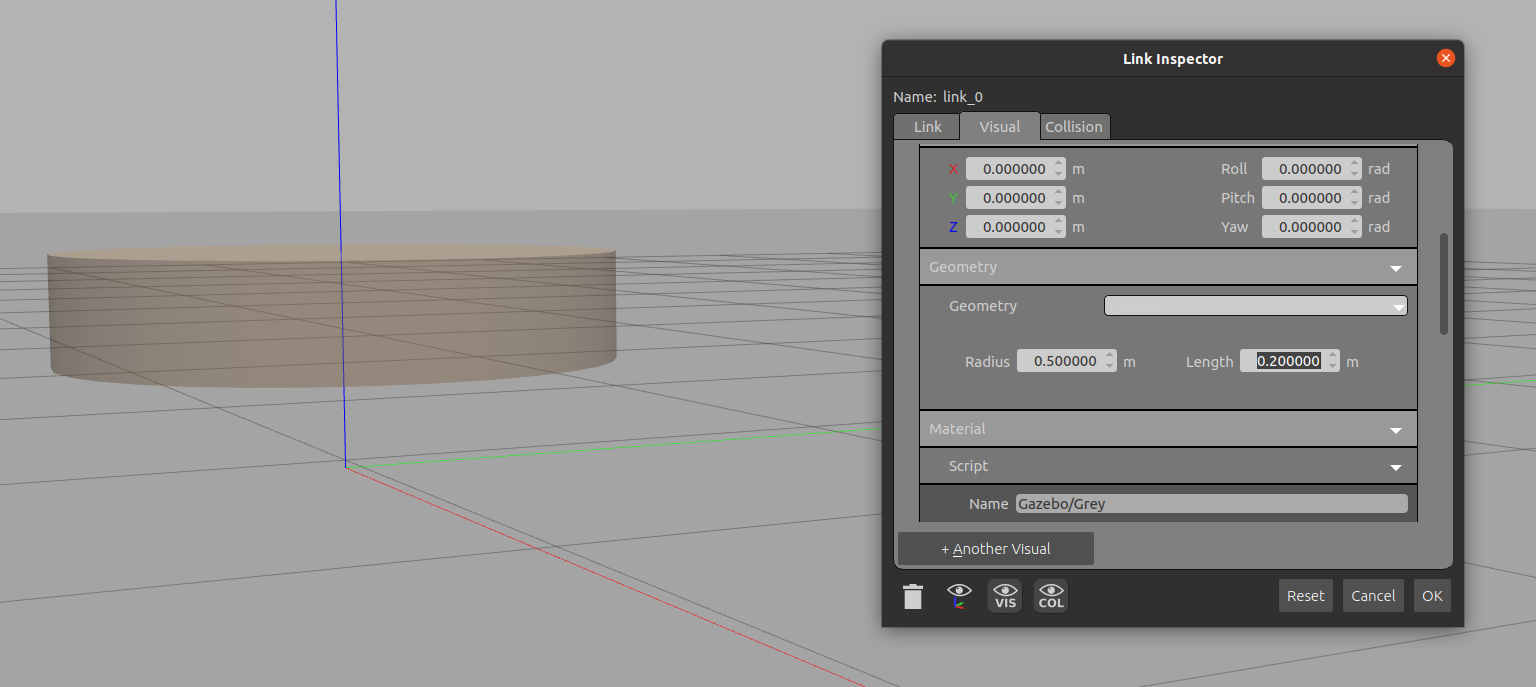 Link Inspector
Name: link_0
Link Visual Collision
X 0.000000 m Roll 0.000000 rad
Y 0.000000 m Pitch 0.000000 rad
Z 0.000000 m Yaw 0.000000 rad
Geometry
Geometry
Radius 0.500000 m Length 0.200000 m
Material
Script
Name Gazebo/Grey
+ Another Visual
VIS COL Reset Cancel OK